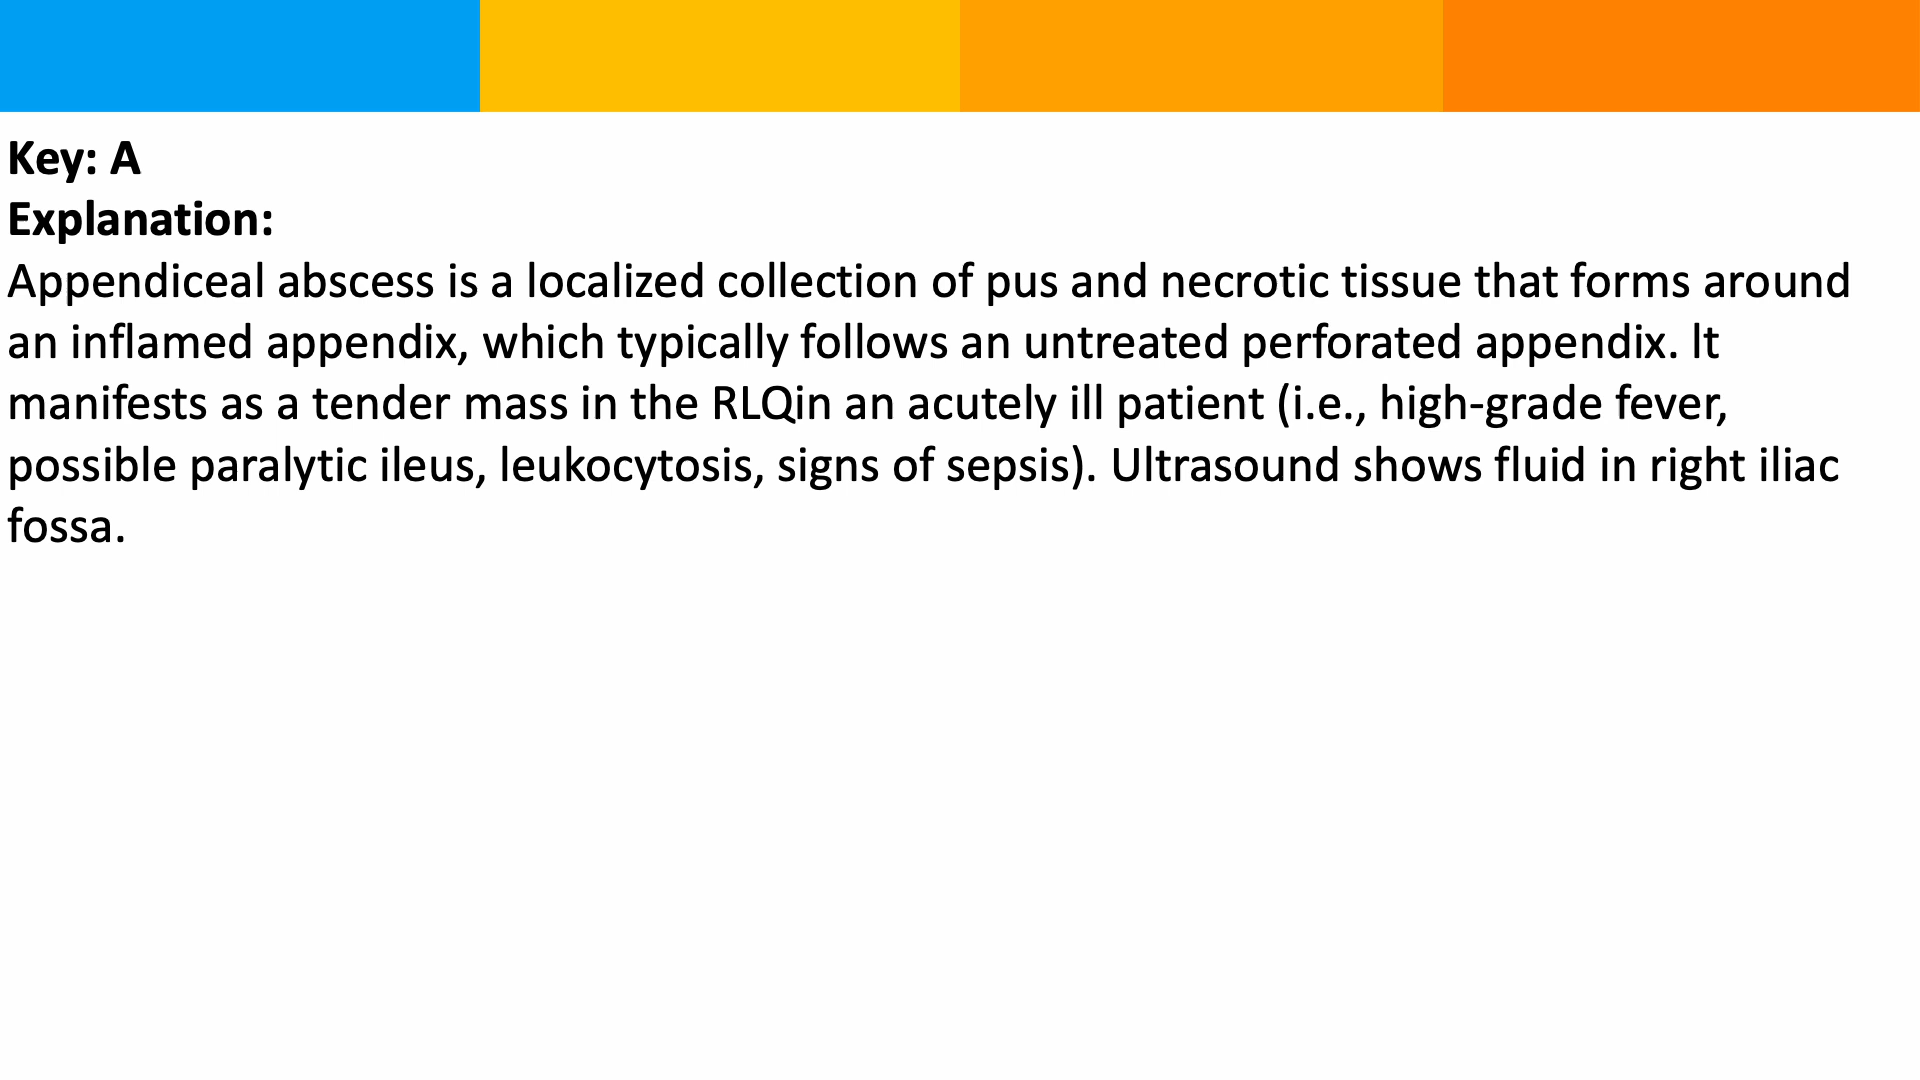 Key: A
Explanation:
Appendiceal abscess is a localized collection of pus and necrotic tissue that forms around
an inflamed appendix, which typically follows an untreated perforated appendix. It
manifests as a tender mass in the RLQin an acutely ill patient (i.e., high-grade fever,
possible paralytic ileus, leukocytosis, signs of sepsis). Ultrasound shows fluid in right iliac
fossa.